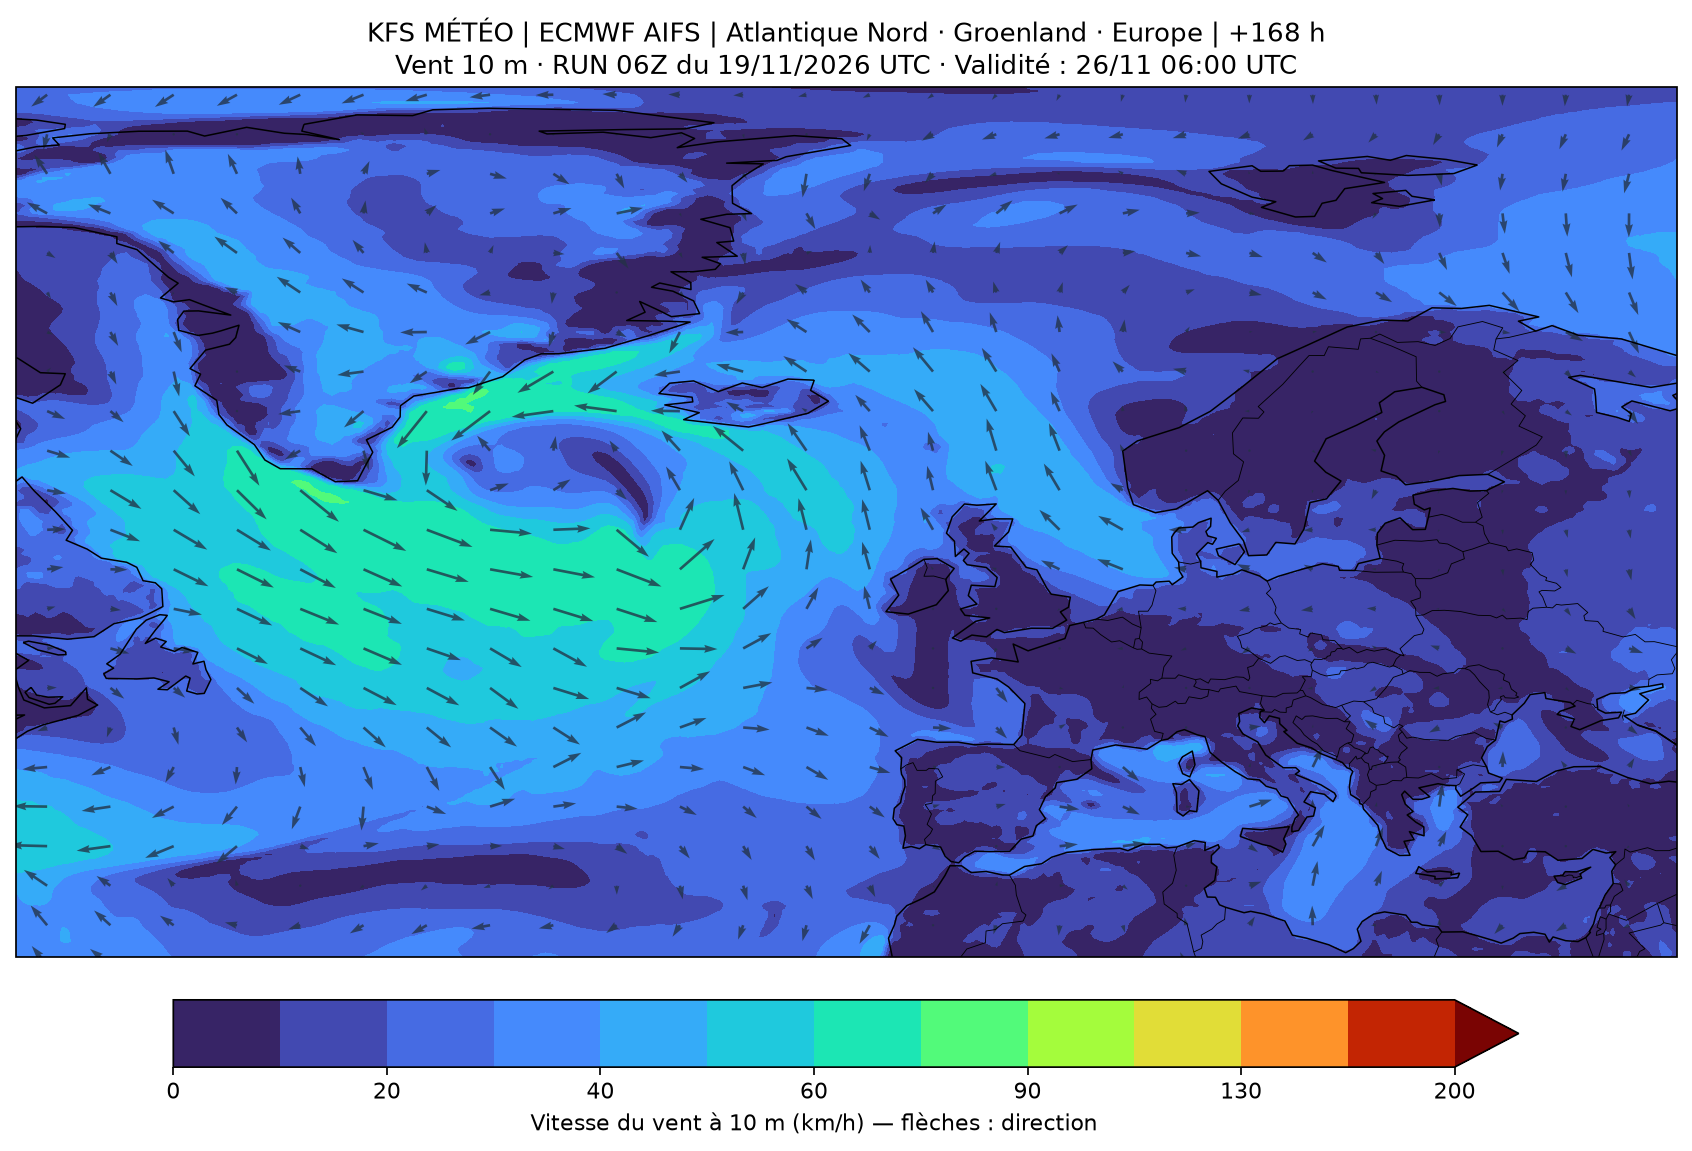 KFS MÉTÉO | ECMWF AIFS | Atlantique Nord · Groenland · Europe | +168 h
Vent 10 m · RUN 06Z du 19/11/2026 UTC · Validité : 26/11 06:00 UTC
0 20 40 60 90 130 200
Vitesse du vent à 10 m (km/h) — flèches : direction